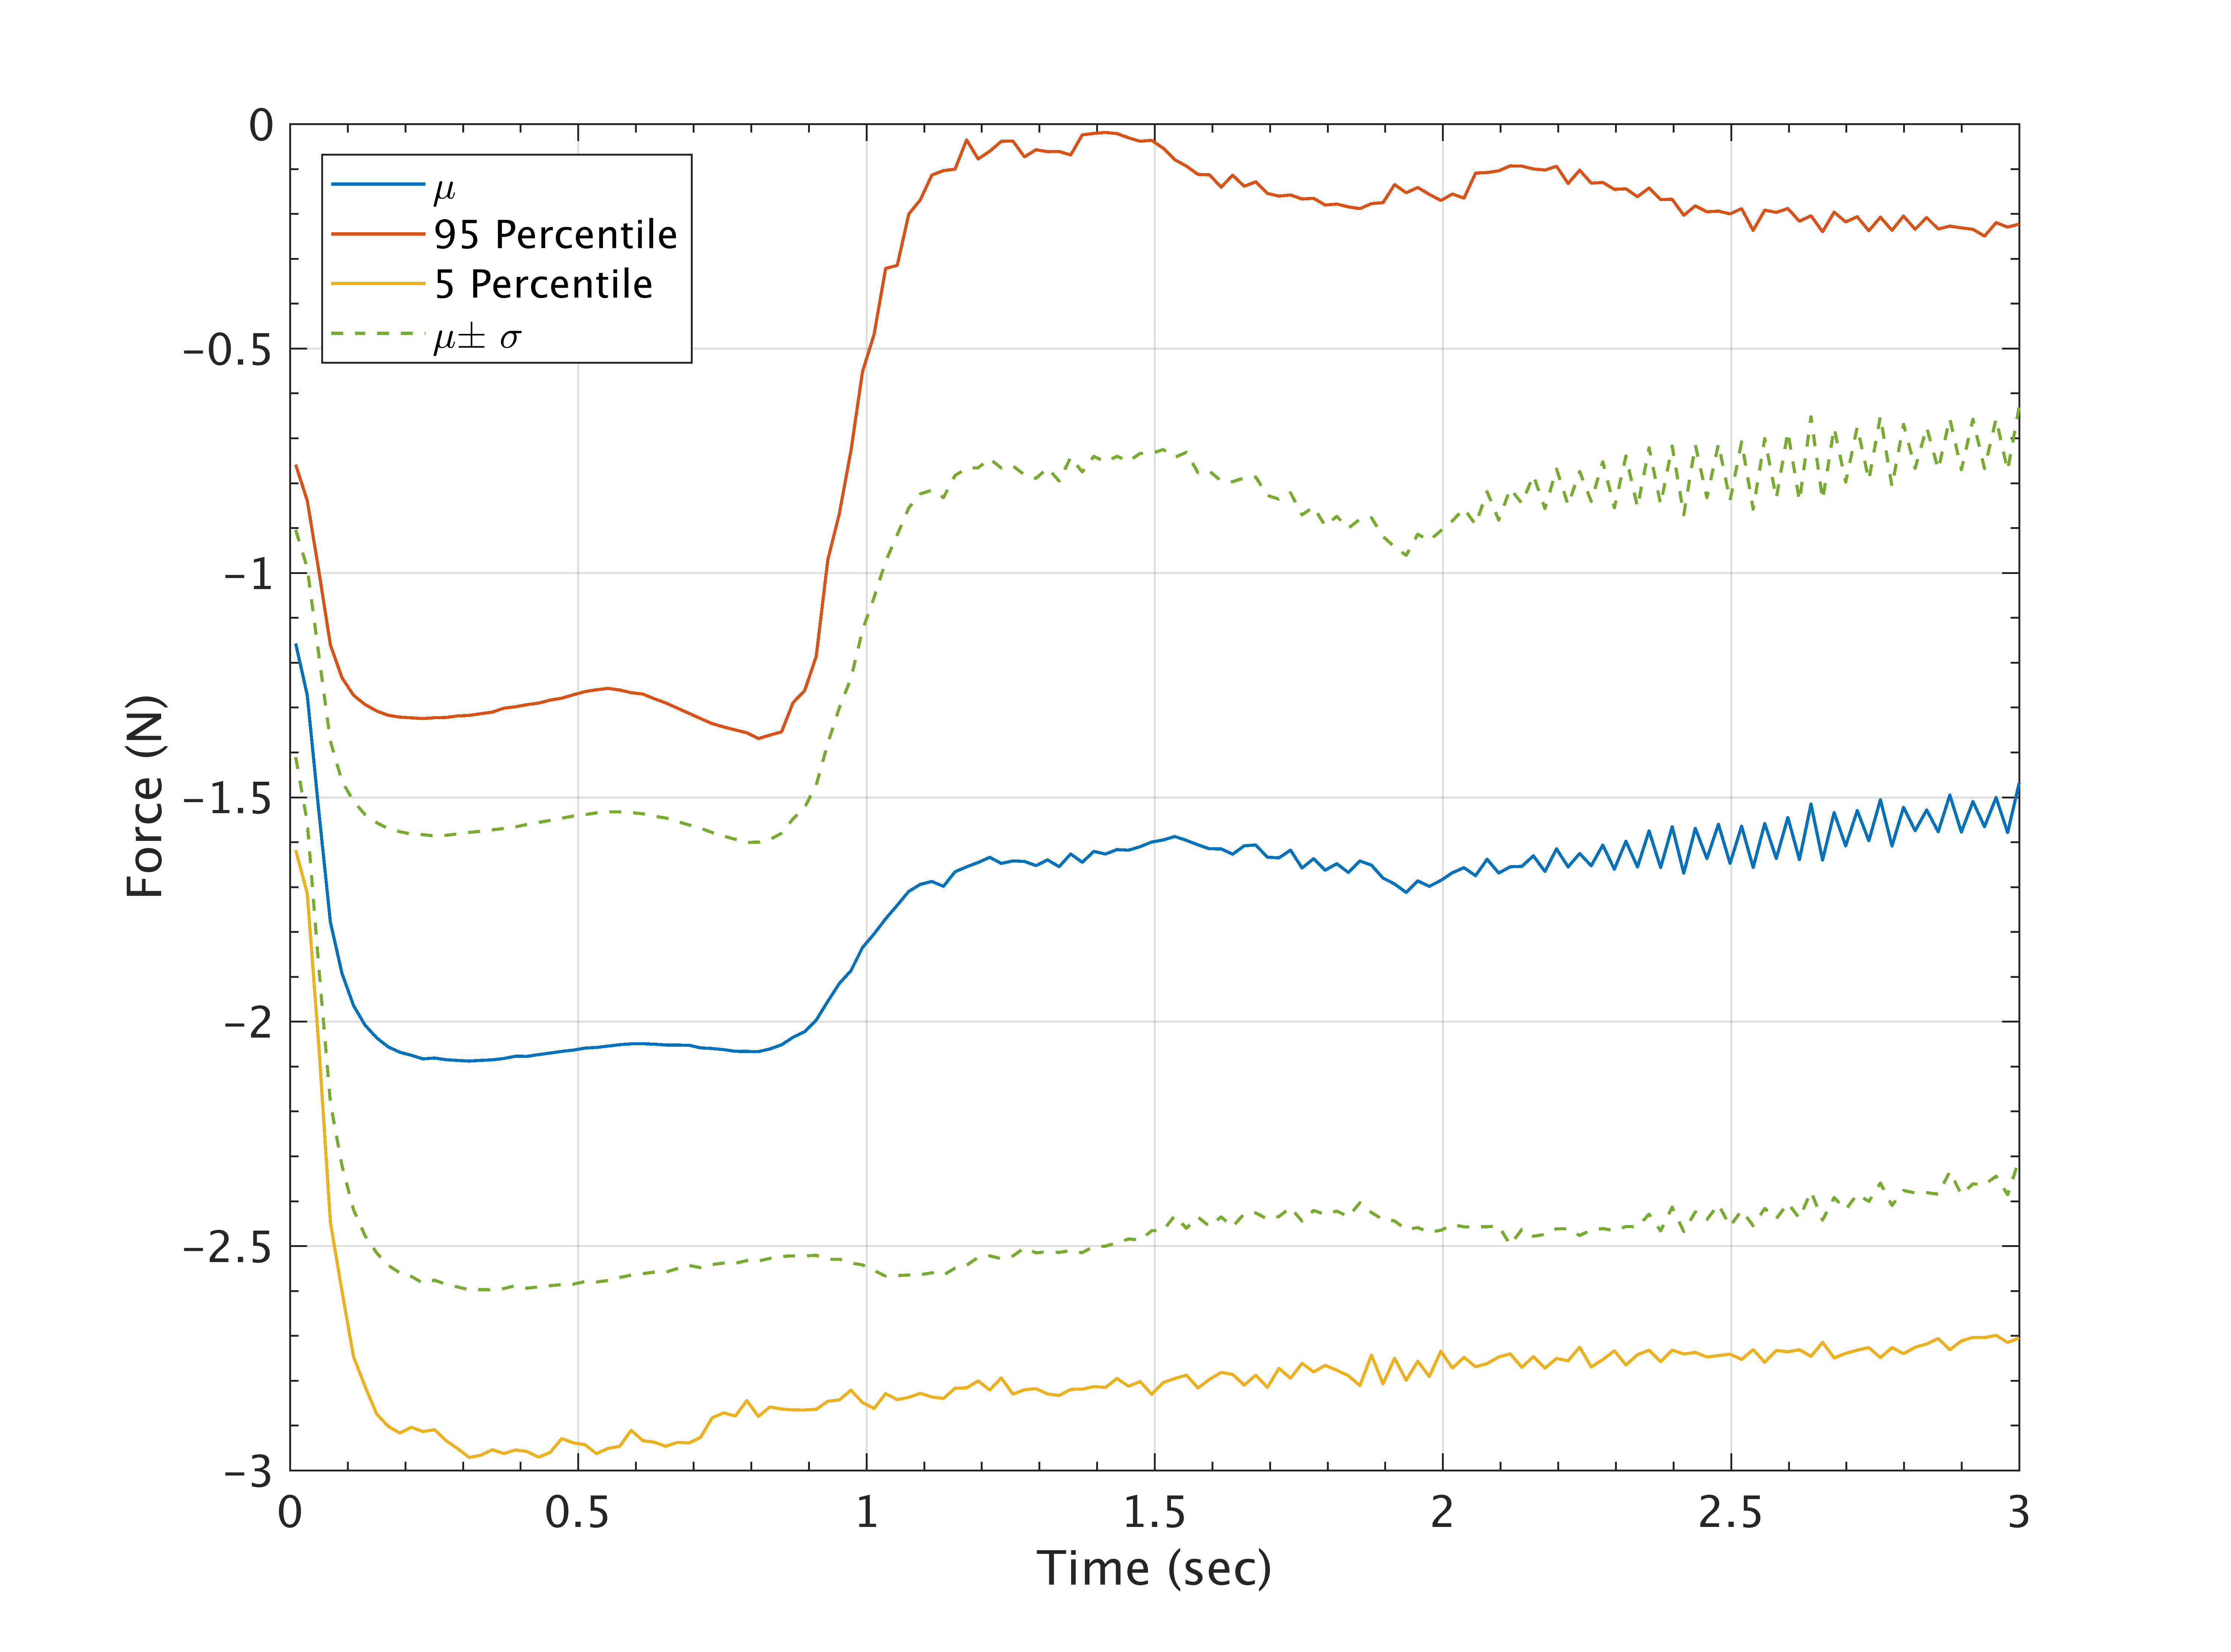 0
−0.5
−1
−1.5
−2
−2.5
−3
Force (N)
μ
95 Percentile
5 Percentile
μ± σ
0 0.5 1 1.5 2 2.5 3
Time (sec)